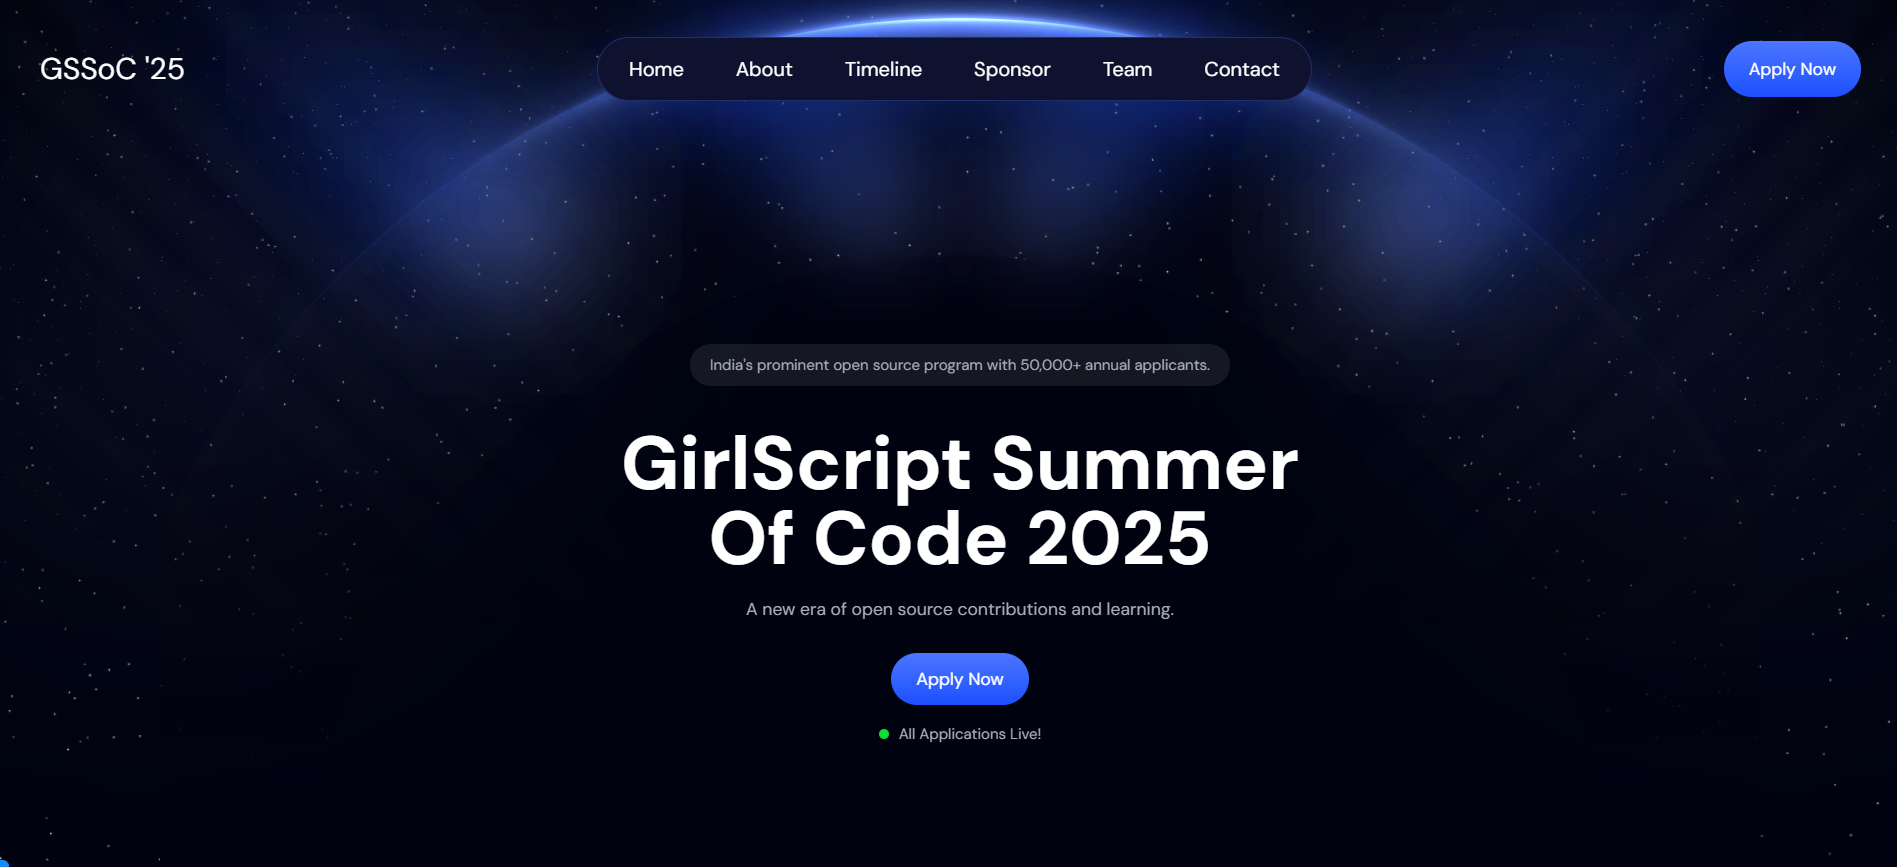 GSSoC '25
Home About Timeline Sponsor Team Contact
Apply Now
India's prominent open source program with 50,000+ annual applicants.
GirlScript Summer
Of Code 2025
A new era of open source contributions and learning.
Apply Now
All Applications Live!